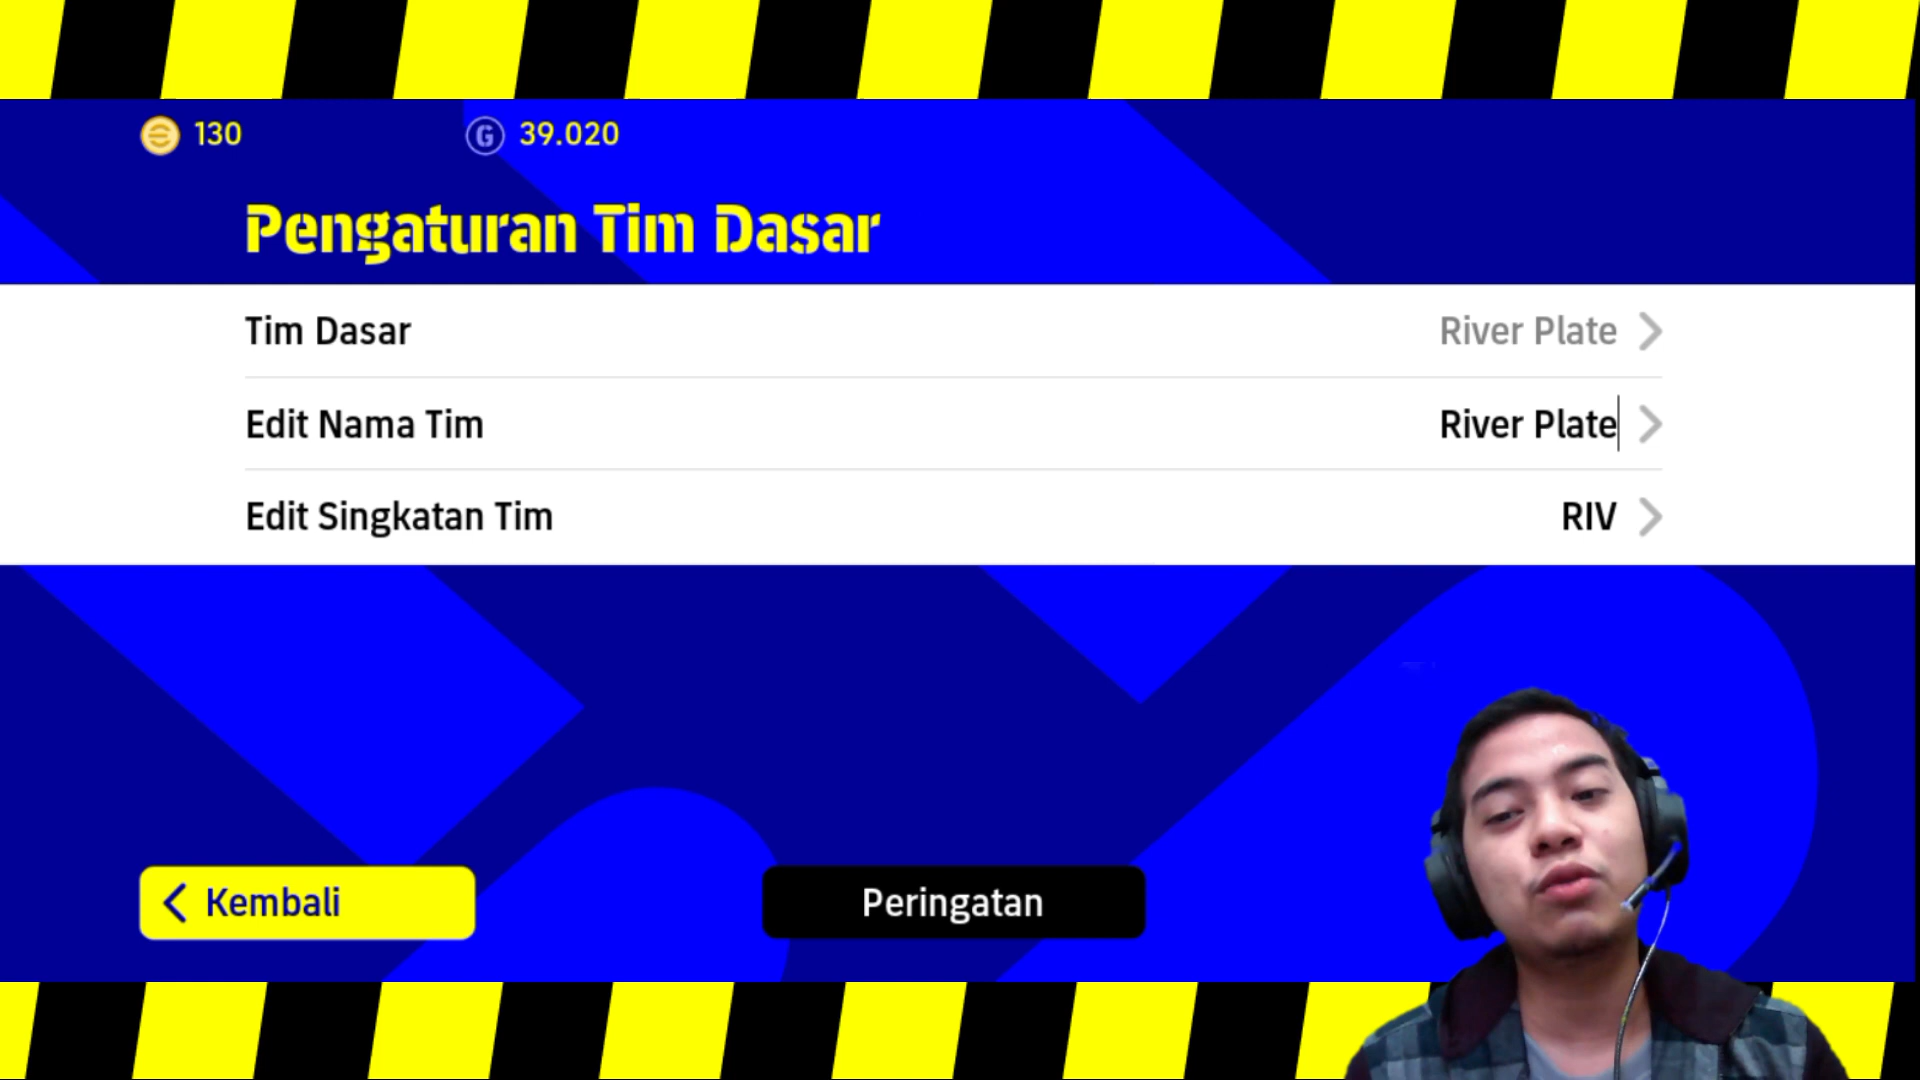 130
G 39.020
Pengaturan Tim Dasar
Tim Dasar River Plate
Edit Nama Tim River Plate
Edit Singkatan Tim RIV
Kembali
Peringatan